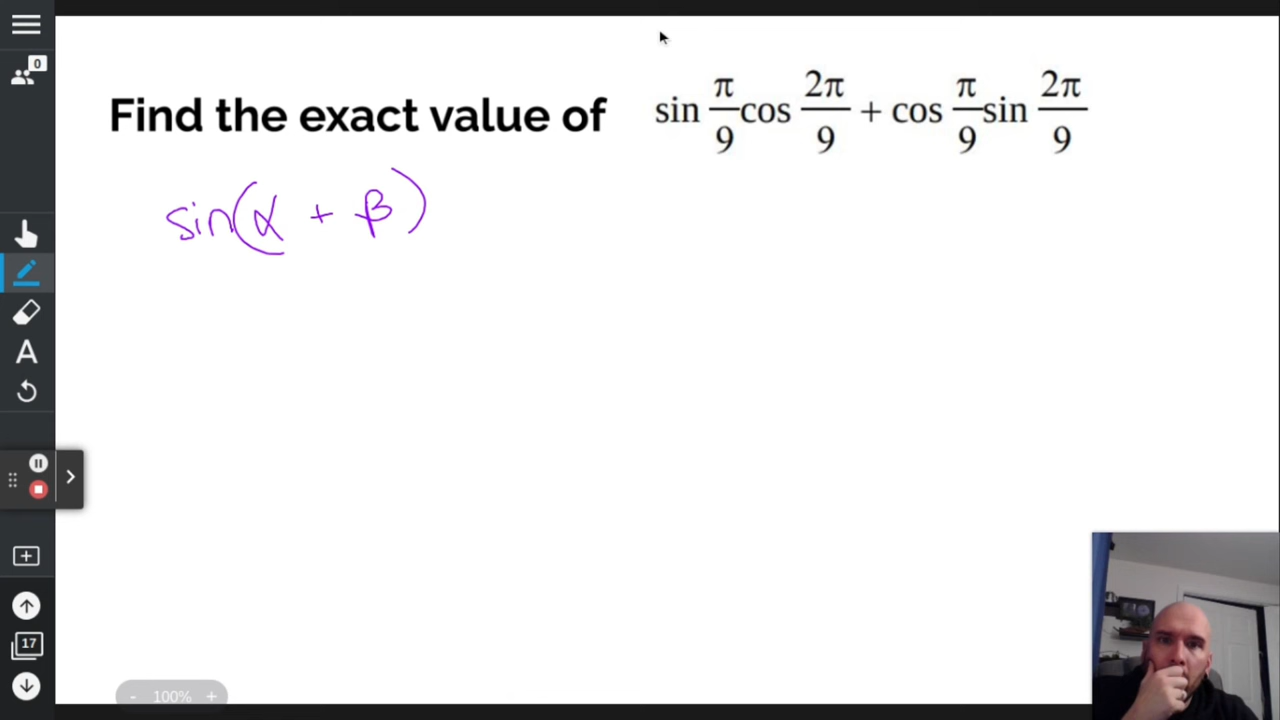 0
Find the exact value of sin π/9 cos 2π/9 + cos π/9 sin 2π/9
sin(α + β)
A
17
- 100% +